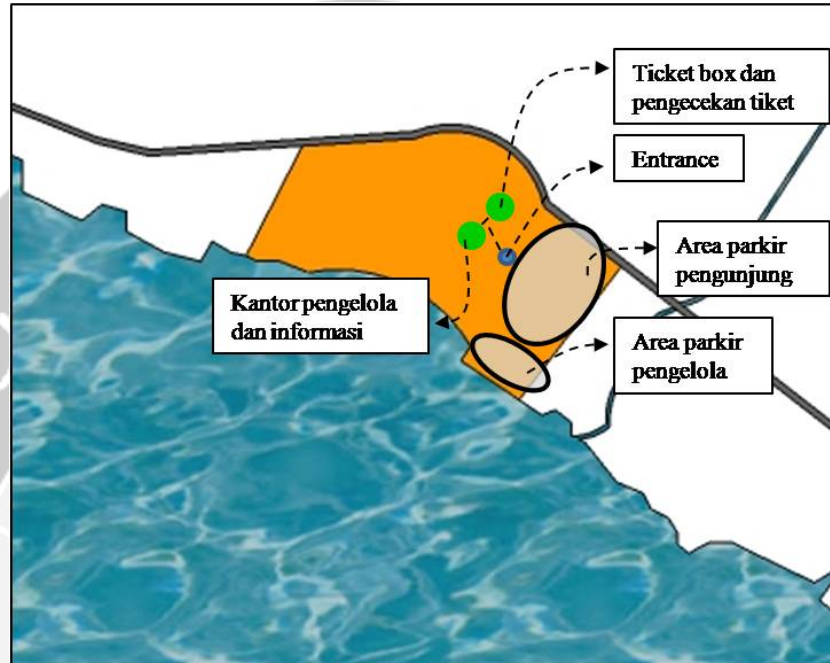 Ticket box dan
pengecekan tiket
Entrance
Area parkir
pengunjung
Kantor pengelola
dan informasi
Area parkir
pengelola